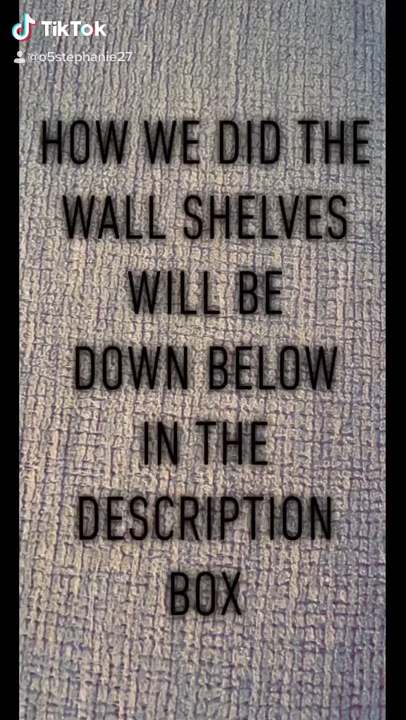 TikTok
@o5stephanie27
HOW WE DID THE
WALL SHELVES
WILL BE
DOWN BELOW
IN THE
DESCRIPTION
BOX